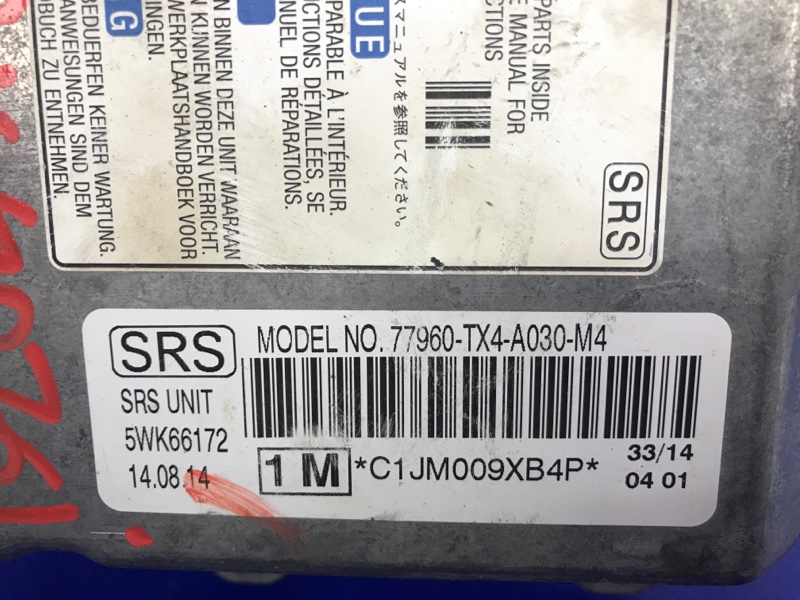 PARTS INSIDE
MANUAL FOR
CTIONS
SRS
スマニュアルを参照してください。
UE
PARABLE À L'INTÉRIEUR.
CTIONS DÉTAILLÉES, SE
NUEL DE RÉPARATIONS.
N BINNEN DEZE UNIT WAARAAN
N KUNNEN WORDEN VERRICHT.
WERKPLAATSHANDBOEK VOOR
INGEN.
G
BEDUERFEN KEINER WARTUNG.
ANWEISUNGEN SIND DEM
DBUCH ZU ENTNEHMEN.
SRS
MODEL NO. 77960-TX4-A030-M4
SRS UNIT
5WK66172
14.08.14
1 M
*C1JM009XB4P*
33/14
04 01